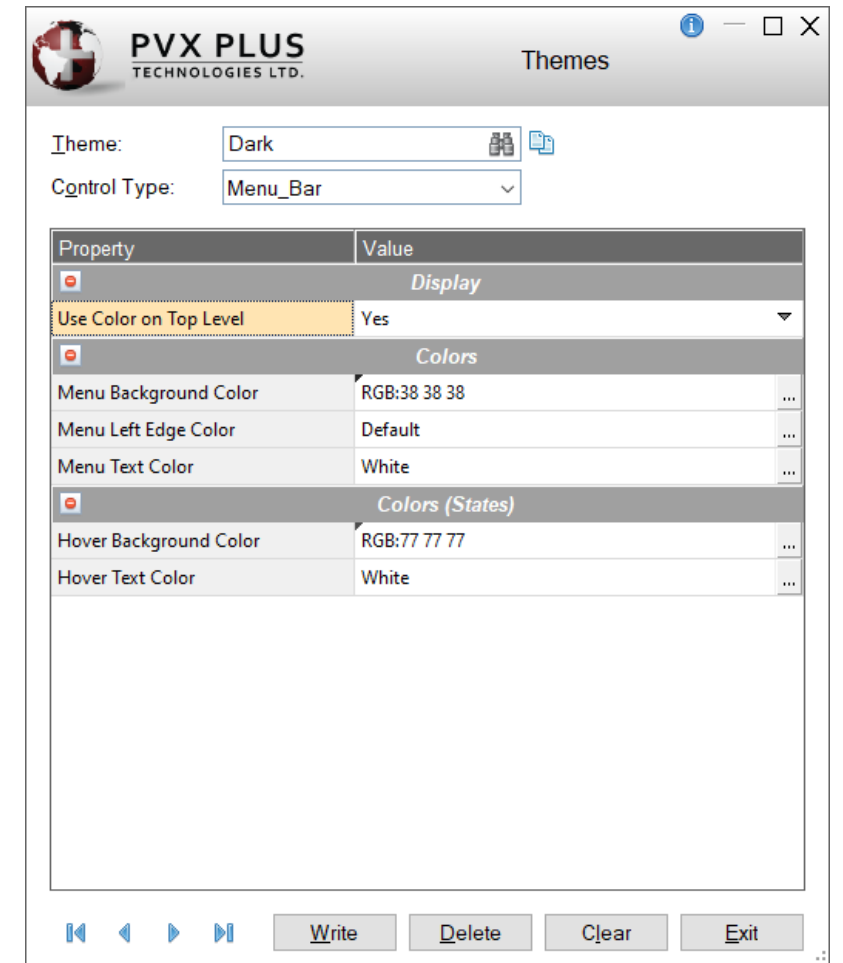 PVX PLUS
TECHNOLOGIES LTD.
Themes
Theme: Dark
Control Type: Menu_Bar
Property Value
Display
Use Color on Top Level Yes
Colors
Menu Background Color RGB:38 38 38 ...
Menu Left Edge Color Default ...
Menu Text Color White ...
Colors (States)
Hover Background Color RGB:77 77 77 ...
Hover Text Color White ...
Write Delete Clear Exit